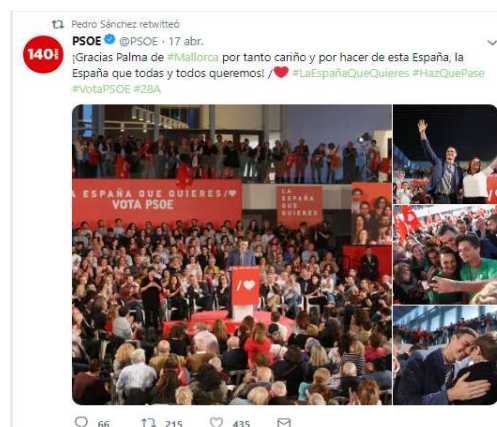 Pedro Sánchez retwitteó
PSOE @PSOE · 17 abr.
¡Gracias Palma de #Mallorca por tanto cariño y por hacer de esta España, la
España que todas y todos queremos! /❤ #LaEspañaQueQuieres #HazQuePase
#VotaPSOE #28A
140
A ESPAÑA QUE QUIERES/♥
VOTA PSOE
LA
ESPAÑA
QUE
QUIERES
/♥
66 215 435